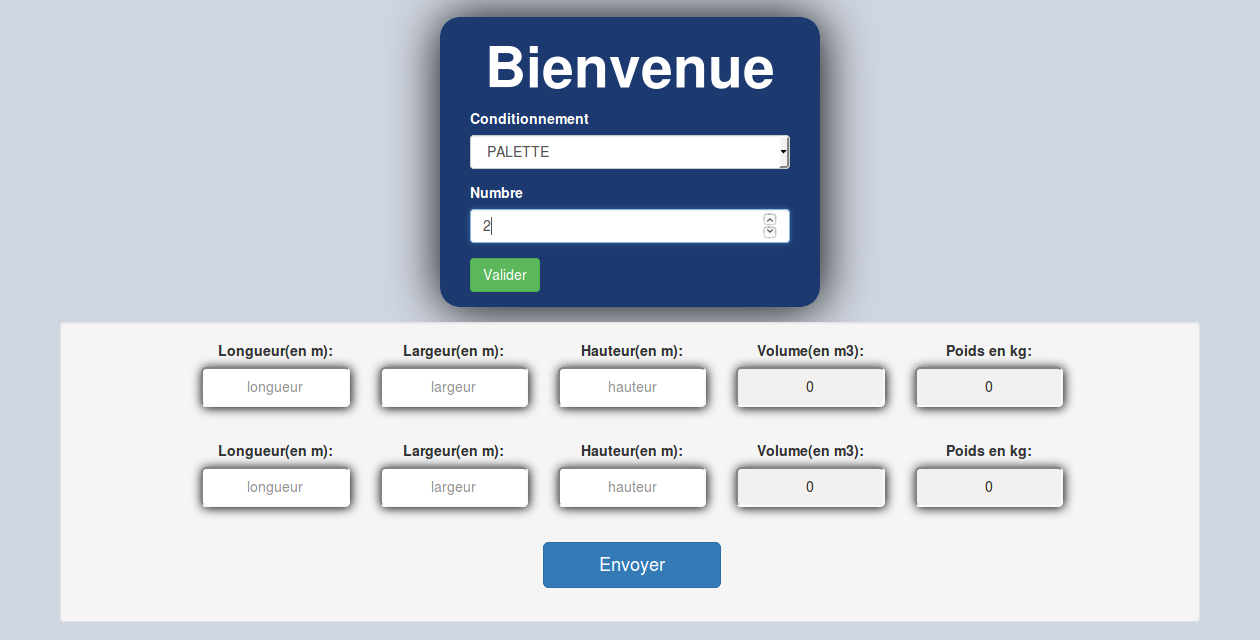 Bienvenue
Conditionnement
PALETTE
Numbre
2
Valider
Longueur(en m): Largeur(en m): Hauteur(en m): Volume(en m3): Poids en kg:
longueur largeur hauteur 0 0
Longueur(en m): Largeur(en m): Hauteur(en m): Volume(en m3): Poids en kg:
longueur largeur hauteur 0 0
Envoyer